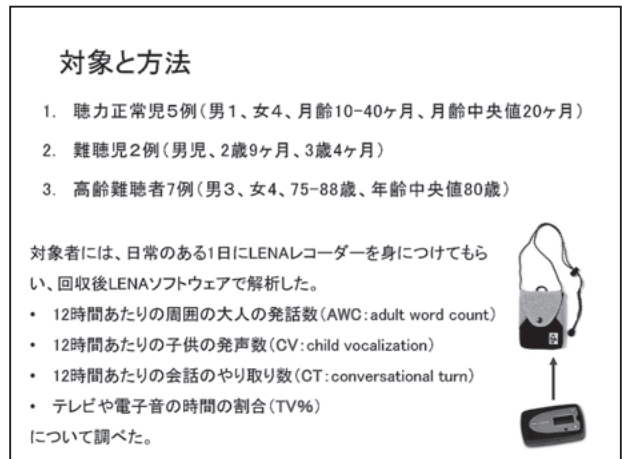 対象と方法
1. 聴力正常児5例(男1、女4、月齢10-40ヶ月、月齢中央値20ヶ月)
2. 難聴児2例(男児、2歳9ヶ月、3歳4ヶ月)
3. 高齢難聴者7例(男3、女4、75-88歳、年齢中央値80歳)
対象者には、日常のある1日にLENAレコーダーを身につけてもら
い、回収後LENAソフトウェアで解析した。
• 12時間あたりの周囲の大人の発話数(AWC:adult word count)
• 12時間あたりの子供の発声数(CV:child vocalization)
• 12時間あたりの会話のやり取り数(CT:conversational turn)
• テレビや電子音の時間の割合(TV%)
について調べた。